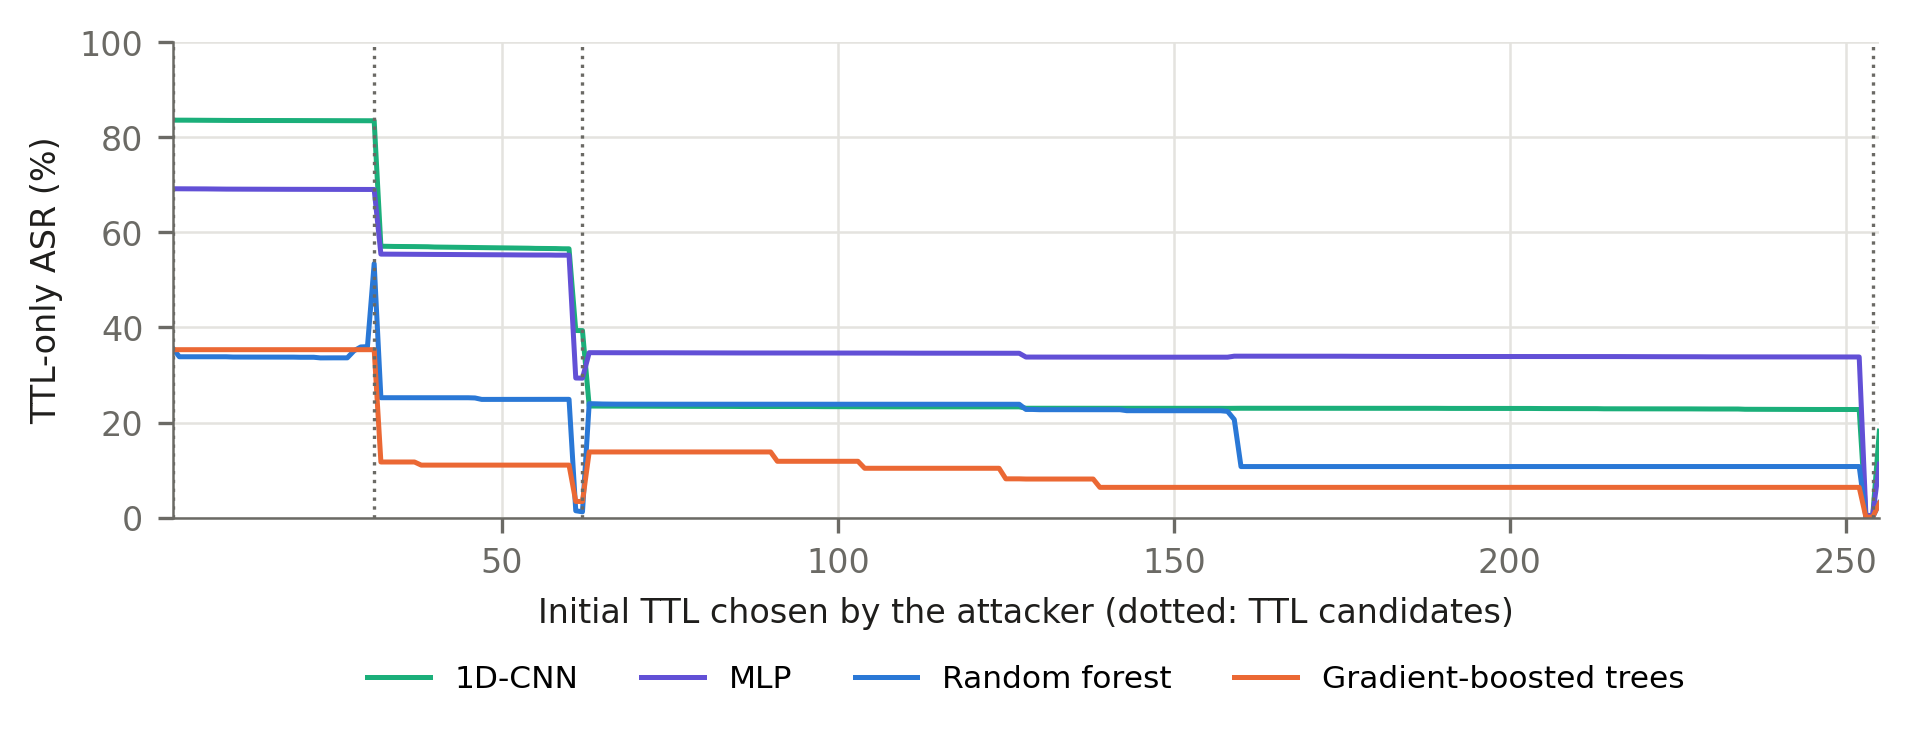 TTL-only ASR (%)
100
80
60
40
20
0
50 100 150 200 250
Initial TTL chosen by the attacker (dotted: TTL candidates)
1D-CNN MLP Random forest Gradient-boosted trees